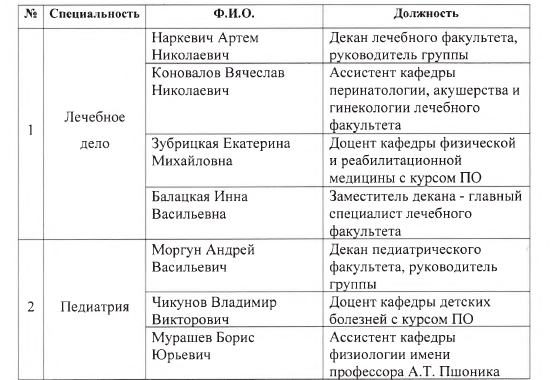 № Специальность Ф.И.О. Должность
1 Лечебное дело
Наркевич Артем
Николаевич
Декан лечебного факультета,
руководитель группы
Коновалов Вячеслав
Николаевич
Ассистент кафедры
перинатологии, акушерства и
гинекологии лечебного
факультета
Зубрицкая Екатерина
Михайловна
Доцент кафедры физической
и реабилитационной
медицины с курсом ПО
Балацкая Инна
Васильевна
Заместитель декана - главный
специалист лечебного
факультета
2 Педиатрия
Моргун Андрей
Васильевич
Декан педиатрического
факультета, руководитель
группы
Чикунов Владимир
Викторович
Доцент кафедры детских
болезней с курсом ПО
Мурашев Борис
Юрьевич
Ассистент кафедры
физиологии имени
профессора А.Т. Пшоника